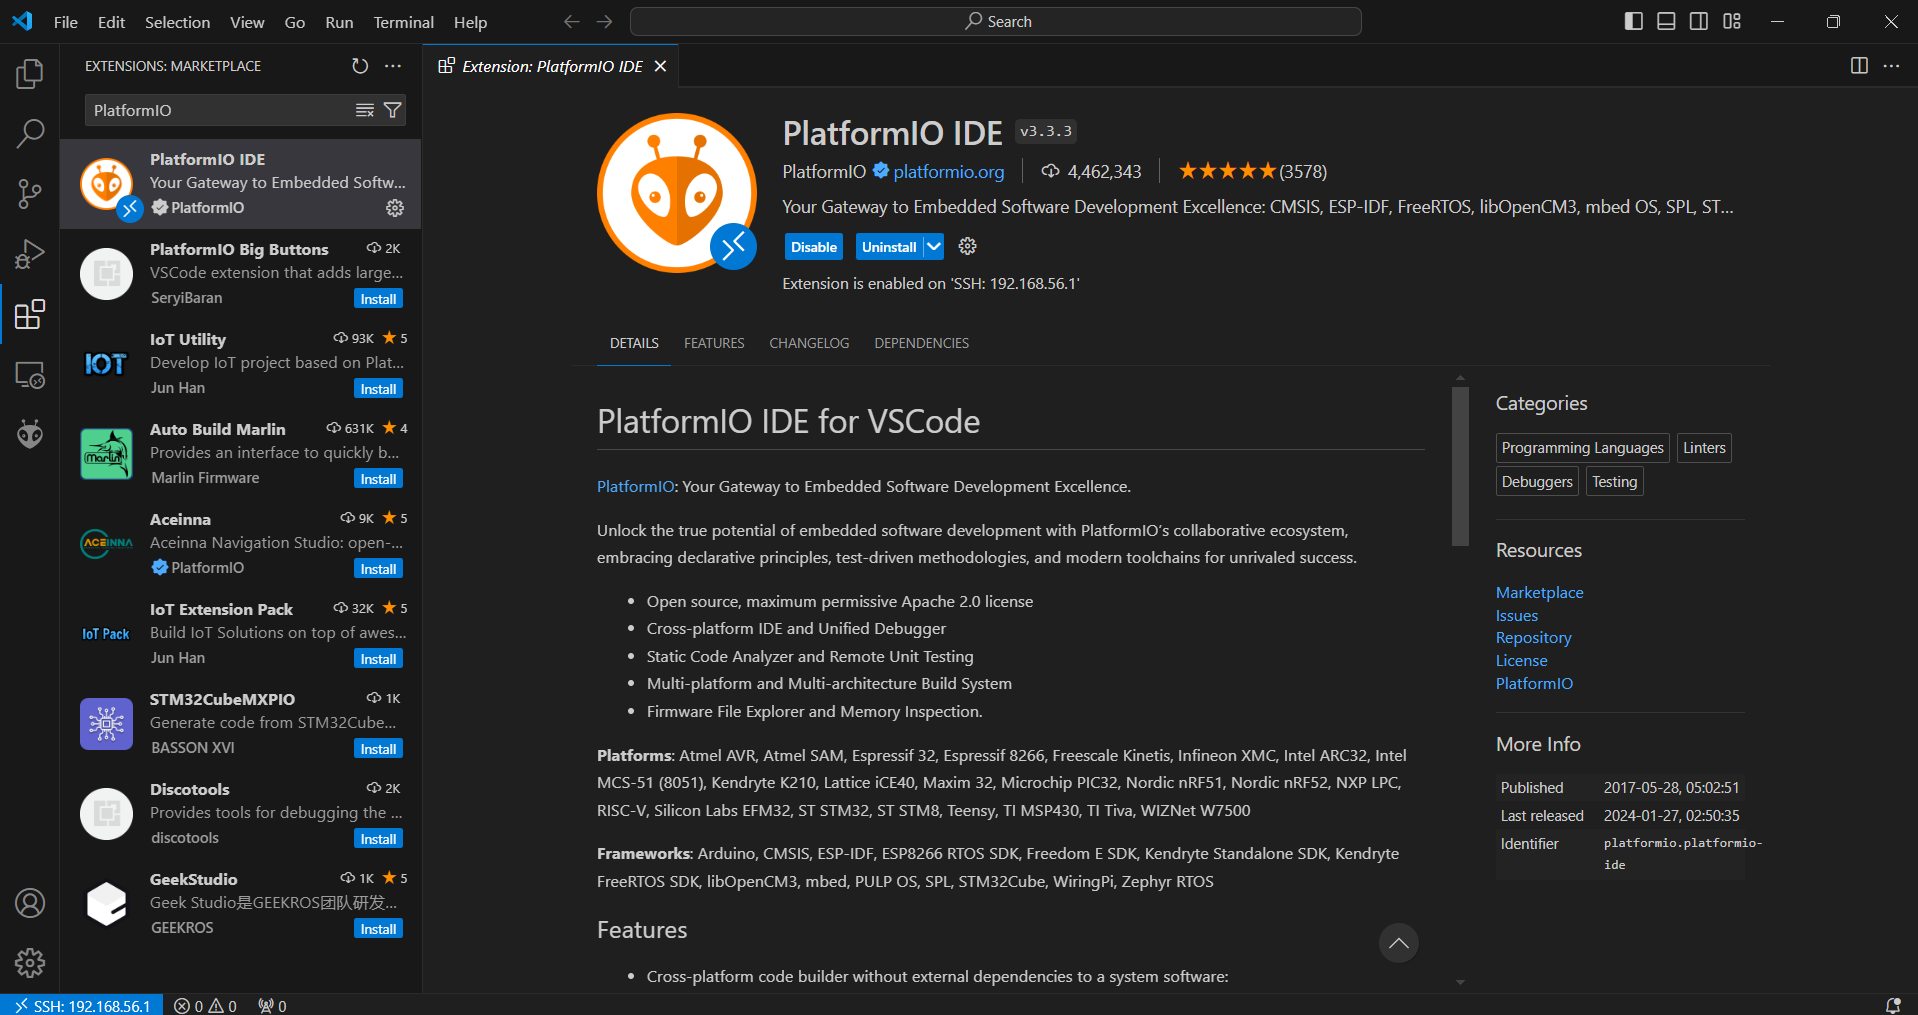 File Edit Selection View Go Run Terminal Help
Search
EXTENSIONS: MARKETPLACE
PlatformIO
PlatformIO IDE
Your Gateway to Embedded Softw...
PlatformIO
PlatformIO Big Buttons 2K
VSCode extension that adds large...
SeryiBaran Install
IOT
IoT Utility 93K 5
Develop IoT project based on Plat...
Jun Han Install
Marlin
Auto Build Marlin 631K 4
Provides an interface to quickly b...
Marlin Firmware Install
ACEINNA
Aceinna 9K 5
Aceinna Navigation Studio: open-...
PlatformIO Install
IoT Pack
IoT Extension Pack 32K 5
Build IoT Solutions on top of awes...
Jun Han Install
STM32CubeMXPIO 1K
Generate code from STM32Cube...
BASSON XVI Install
Discotools 2K
Provides tools for debugging the ...
discotools Install
GeekStudio 1K 5
Geek Studio是GEEKROS团队研发...
GEEKROS Install
Extension: PlatformIO IDE
PlatformIO IDE v3.3.3
PlatformIO platformio.org 4,462,343 (3578)
Your Gateway to Embedded Software Development Excellence: CMSIS, ESP-IDF, FreeRTOS, libOpenCM3, mbed OS, SPL, ST...
Disable Uninstall
Extension is enabled on 'SSH: 192.168.56.1'
DETAILS FEATURES CHANGELOG DEPENDENCIES
PlatformIO IDE for VSCode
PlatformIO: Your Gateway to Embedded Software Development Excellence.
Unlock the true potential of embedded software development with PlatformIO's collaborative ecosystem,
embracing declarative principles, test-driven methodologies, and modern toolchains for unrivaled success.
• Open source, maximum permissive Apache 2.0 license
• Cross-platform IDE and Unified Debugger
• Static Code Analyzer and Remote Unit Testing
• Multi-platform and Multi-architecture Build System
• Firmware File Explorer and Memory Inspection.
Platforms: Atmel AVR, Atmel SAM, Espressif 32, Espressif 8266, Freescale Kinetis, Infineon XMC, Intel ARC32, Intel
MCS-51 (8051), Kendryte K210, Lattice iCE40, Maxim 32, Microchip PIC32, Nordic nRF51, Nordic nRF52, NXP LPC,
RISC-V, Silicon Labs EFM32, ST STM32, ST STM8, Teensy, TI MSP430, TI Tiva, WIZNet W7500
Frameworks: Arduino, CMSIS, ESP-IDF, ESP8266 RTOS SDK, Freedom E SDK, Kendryte Standalone SDK, Kendryte
FreeRTOS SDK, libOpenCM3, mbed, PULP OS, SPL, STM32Cube, WiringPi, Zephyr RTOS
Features
• Cross-platform code builder without external dependencies to a system software:
Categories
Programming Languages Linters
Debuggers Testing
Resources
Marketplace
Issues
Repository
License
PlatformIO
More Info
Published 2017-05-28, 05:02:51
Last released 2024-01-27, 02:50:35
Identifier platformio.platformio-
ide
SSH: 192.168.56.1 0 0 0